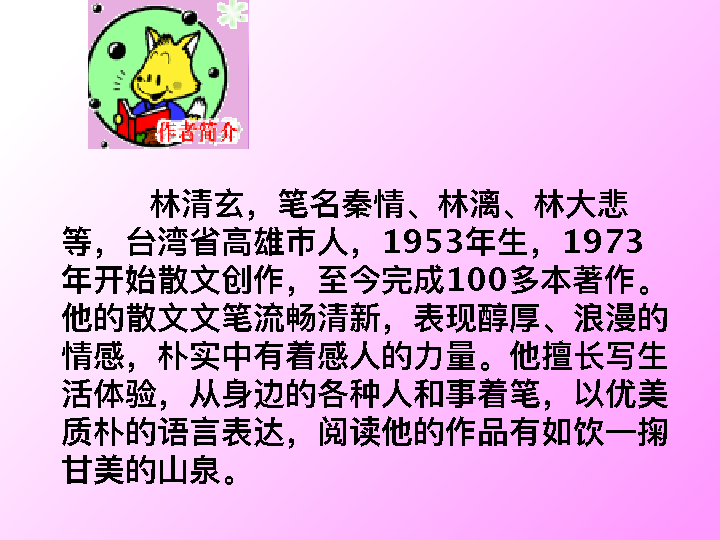 作者简介
林清玄，笔名秦情、林漓、林大悲
等，台湾省高雄市人，1953年生，1973
年开始散文创作，至今完成100多本著作。
他的散文文笔流畅清新，表现醇厚、浪漫的
情感，朴实中有着感人的力量。他擅长写生
活体验，从身边的各种人和事着笔，以优美
质朴的语言表达，阅读他的作品有如饮一掬
甘美的山泉。